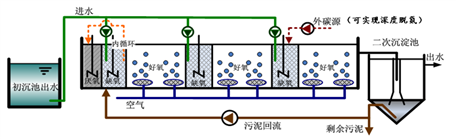 进水
外碳源
(可实现深度脱氮)
二次沉淀池
内循环
出水
初沉池出水
厌氧
缺氧
好氧
缺氧
好氧
缺氧
好氧
空气
污泥回流
剩余污泥